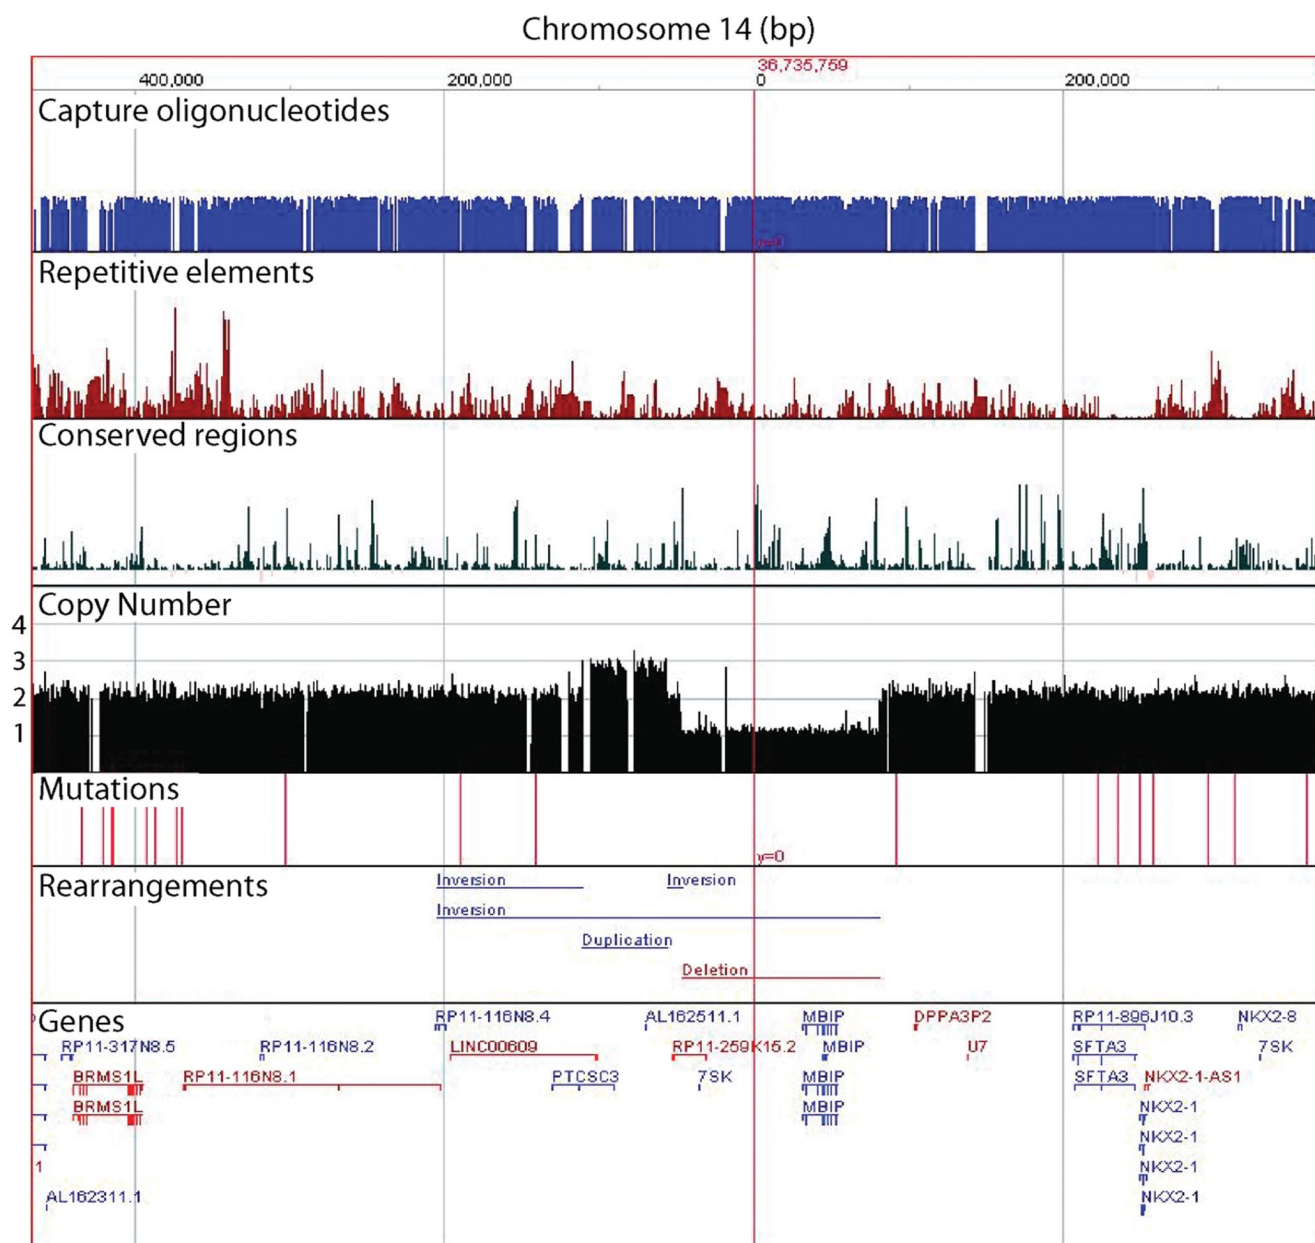 Chromosome 14 (bp)
36,735,759
400,000 200,000 0 200,000
Capture oligonucleotides
y=0
Repetitive elements
Conserved regions
Copy Number
4
3
2
1
Mutations
y=0
Rearrangements
Inversion Inversion
Inversion
Duplication
Deletion
Genes
RP11-116N8.4 AL162511.1 MBIP DPPA3P2 RP11-896J10.3 NKX2-8
RP11-317N8.5 RP11-116N8.2 LINC00609 RP11-259K15.2 MBIP U7 SFTA3 7SK
BRMS1L RP11-116N8.1 PTCSC3 7SK MBIP SFTA3 NKX2-1-AS1
BRMS1L MBIP NKX2-1
NKX2-1
1 NKX2-1
AL162311.1 NKX2-1